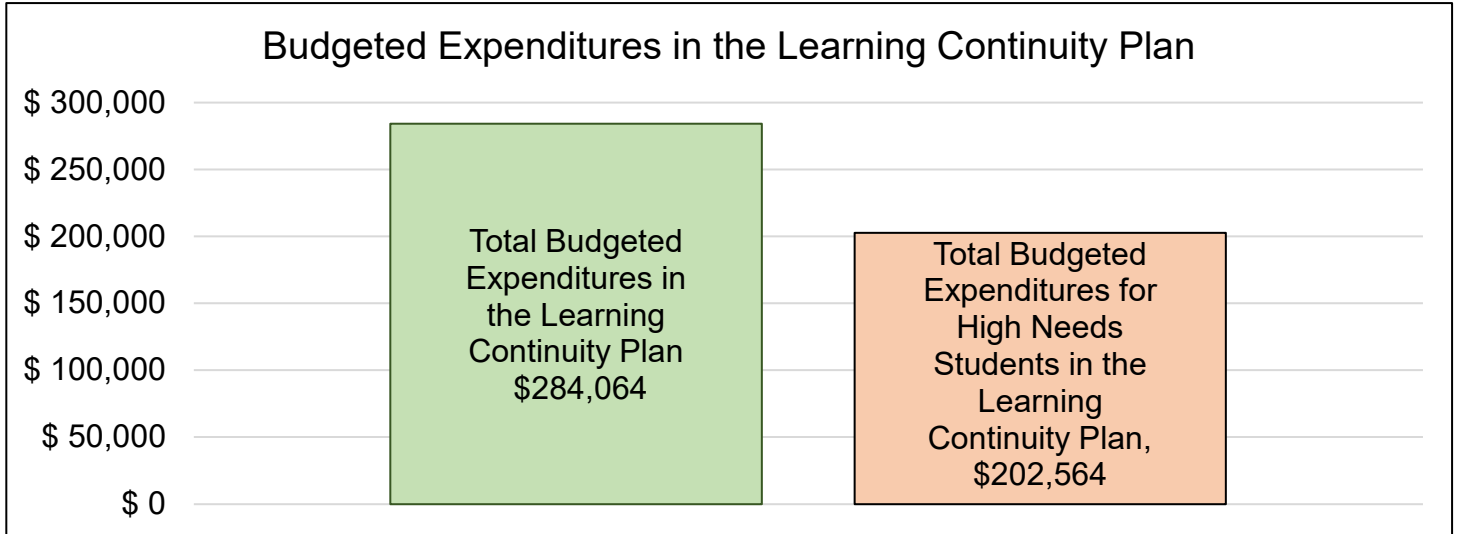 Budgeted Expenditures in the Learning Continuity Plan
$ 300,000
$ 250,000
$ 200,000
$ 150,000
$ 100,000
$ 50,000
$ 0
Total Budgeted
Expenditures in
the Learning
Continuity Plan
$284,064
Total Budgeted
Expenditures for
High Needs
Students in the
Learning
Continuity Plan,
$202,564